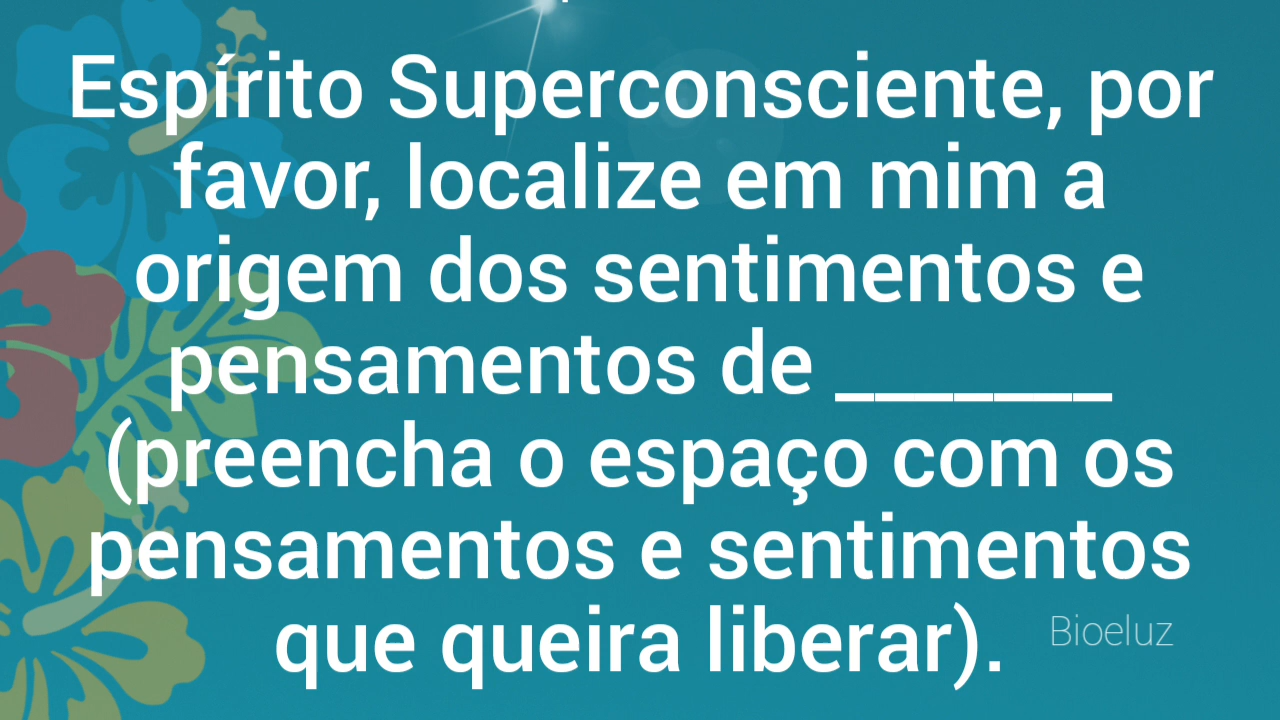 Espírito Superconsciente, por
favor, localize em mim a
origem dos sentimentos e
pensamentos de _______
(preencha o espaço com os
pensamentos e sentimentos
que queira liberar).
Bioeluz